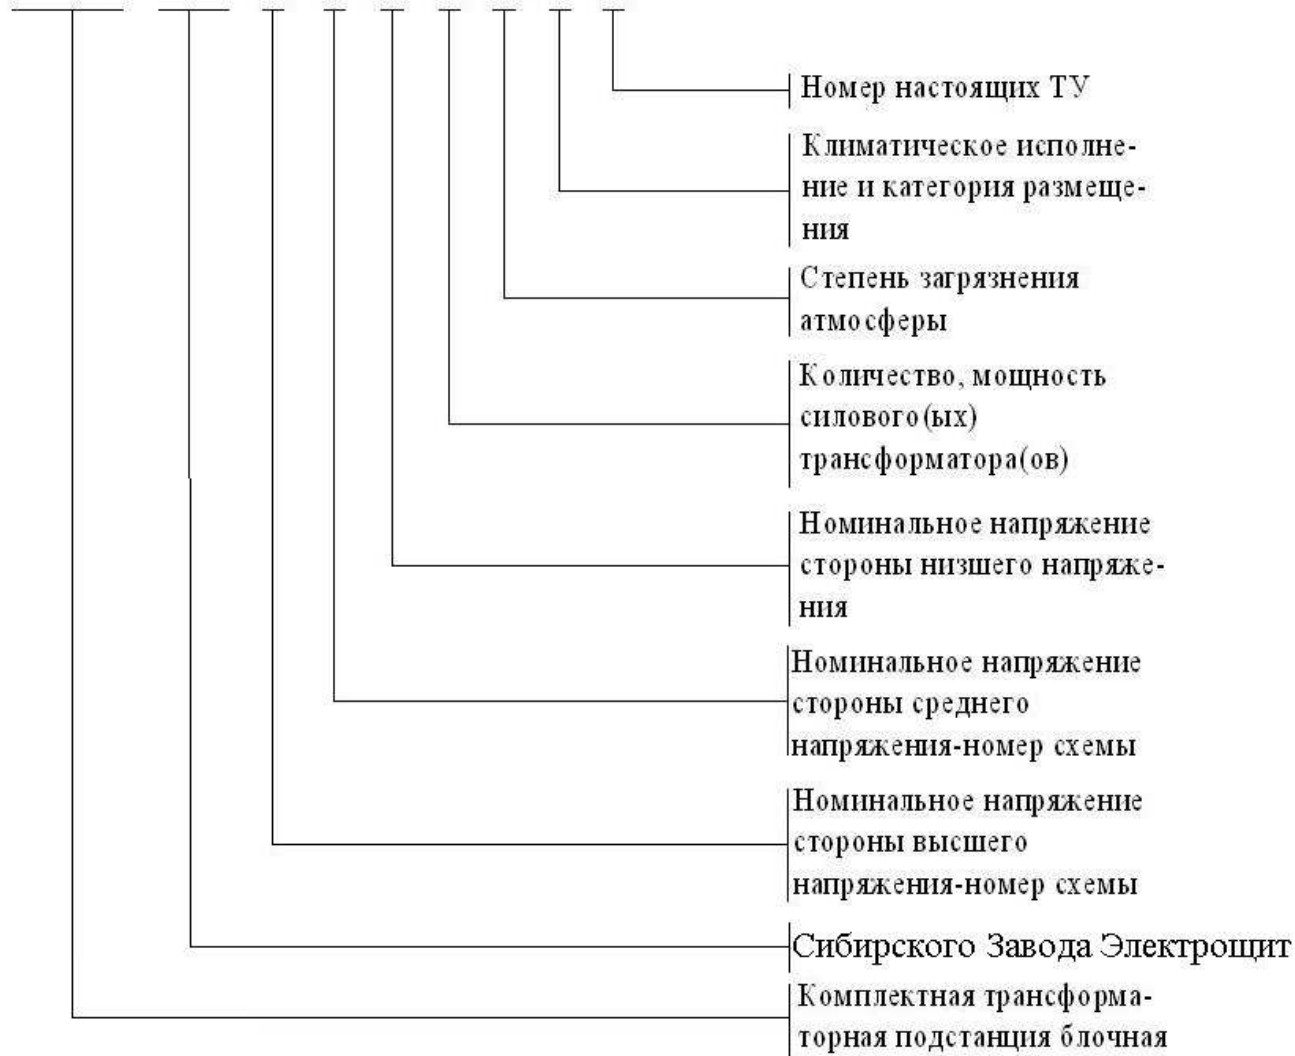 Номер настоящих ТУ
Климатическое исполне-
ние и категория размеще-
ния
Степень загрязнения
атмосферы
Количество, мощность
силового(ых)
трансформатора(ов)
Номинальное напряжение
стороны низшего напряже-
ния
Номинальное напряжение
стороны среднего
напряжения-номер схемы
Номинальное напряжение
стороны высшего
напряжения-номер схемы
Сибирского Завода Электрощит
Комплектная трансформа-
торная подстанция блочная